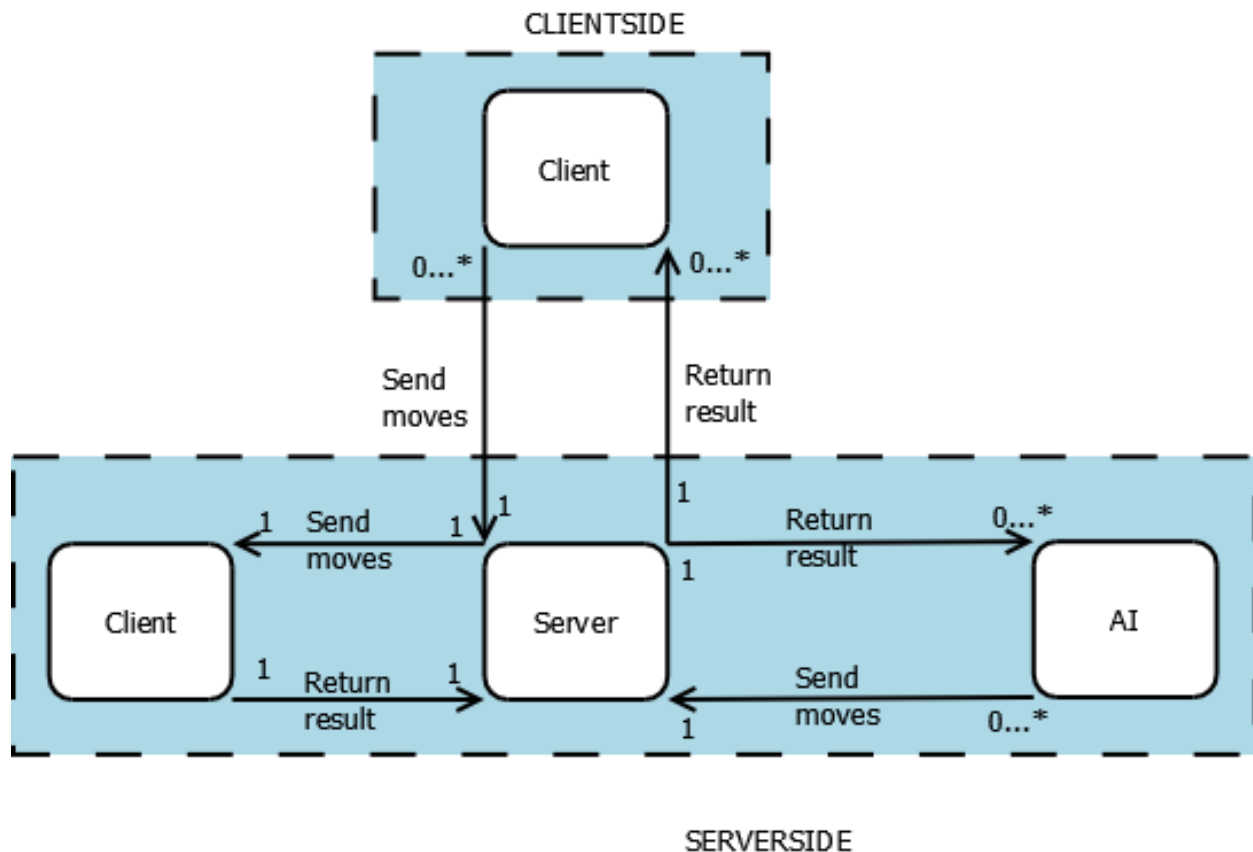 CLIENTSIDE
Client
0...*
0...*
Send
moves
Return
result
1
1
1
Send
moves
1
Return
result
0...*
1
Client
Server
AI
1
Return
result
1
Send
moves
1
0...*
SERVERSIDE